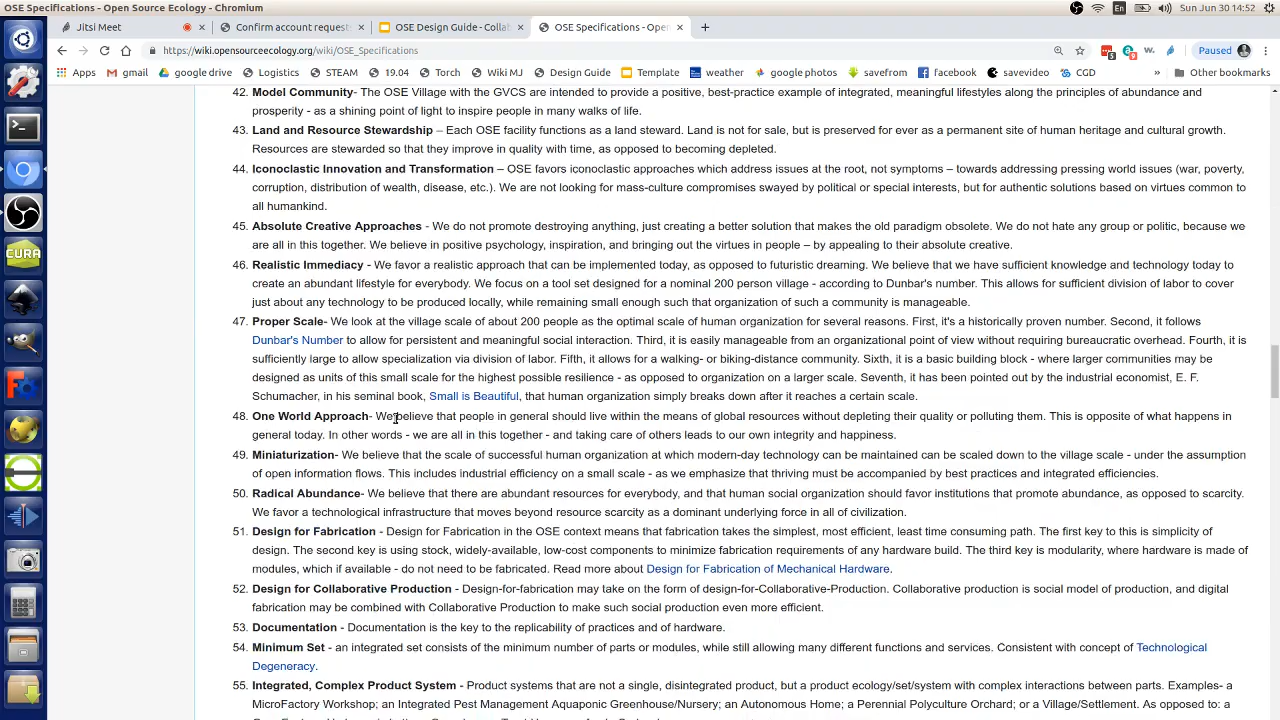 OSE Specifications - Open Source Ecology - Chromium
En
Sun Jun 30 14:52
Jitsi Meet
Confirm account request
OSE Design Guide - Collab
OSE Specifications - Open
https://wiki.opensourceecology.org/wiki/OSE_Specifications
Paused
Apps
gmail
google drive
Logistics
STEAM
19.04
Torch
Wiki MJ
Design Guide
Template
weather
google photos
savefrom
facebook
savevideo
CGD
»
Other bookmarks
42. Model Community- The OSE Village with the GVCS are intended to provide a positive, best-practice example of integrated, meaningful lifestyles along the principles of abundance and
prosperity - as a shining point of light to inspire people in many walks of life.
43. Land and Resource Stewardship – Each OSE facility functions as a land steward. Land is not for sale, but is preserved for ever as a permanent site of human heritage and cultural growth.
Resources are stewarded so that they improve in quality with time, as opposed to becoming depleted.
44. Iconoclastic Innovation and Transformation – OSE favors iconoclastic approaches which address issues at the root, not symptoms – towards addressing pressing world issues (war, poverty,
corruption, distribution of wealth, disease, etc.). We are not looking for mass-culture compromises swayed by political or special interests, but for authentic solutions based on virtues common to
all humankind.
45. Absolute Creative Approaches - We do not promote destroying anything, just creating a better solution that makes the old paradigm obsolete. We do not hate any group or politic, because we
are all in this together. We believe in positive psychology, inspiration, and bringing out the virtues in people – by appealing to their absolute creative.
46. Realistic Immediacy - We favor a realistic approach that can be implemented today, as opposed to futuristic dreaming. We believe that we have sufficient knowledge and technology today to
create an abundant lifestyle for everybody. We focus on a tool set designed for a nominal 200 person village - according to Dunbar's number. This allows for sufficient division of labor to cover
just about any technology to be produced locally, while remaining small enough such that organization of such a community is manageable.
47. Proper Scale- We look at the village scale of about 200 people as the optimal scale of human organization for several reasons. First, it's a historically proven number. Second, it follows
Dunbar's Number to allow for persistent and meaningful social interaction. Third, it is easily manageable from an organizational point of view without requiring bureaucratic overhead. Fourth, it is
sufficiently large to allow specialization via division of labor. Fifth, it allows for a walking- or biking-distance community. Sixth, it is a basic building block - where larger communities may be
designed as units of this small scale for the highest possible resilience - as opposed to organization on a larger scale. Seventh, it has been pointed out by the industrial economist, E. F.
Schumacher, in his seminal book, Small is Beautiful, that human organization simply breaks down after it reaches a certain scale.
48. One World Approach- We believe that people in general should live within the means of global resources without depleting their quality or polluting them. This is opposite of what happens in
general today. In other words - we are all in this together - and taking care of others leads to our own integrity and happiness.
49. Miniaturization- We believe that the scale of successful human organization at which modern-day technology can be maintained can be scaled down to the village scale - under the assumption
of open information flows. This includes industrial efficiency on a small scale - as we emphasize that thriving must be accompanied by best practices and integrated efficiencies.
50. Radical Abundance- We believe that there are abundant resources for everybody, and that human social organization should favor institutions that promote abundance, as opposed to scarcity.
We favor a technological infrastructure that moves beyond resource scarcity as a dominant underlying force in all of civilization.
51. Design for Fabrication - Design for Fabrication in the OSE context means that fabrication takes the simplest, most efficient, least time consuming path. The first key to this is simplicity of
design. The second key is using stock, widely-available, low-cost components to minimize fabrication requirements of any hardware build. The third key is modularity, where hardware is made of
modules, which if available - do not need to be fabricated. Read more about Design for Fabrication of Mechanical Hardware.
52. Design for Collaborative Production - Design-for-fabrication may take on the form of design-for-Collaborative-Production. Collaborative production is social model of production, and digital
fabrication may be combined with Collaborative Production to make such social production even more efficient.
53. Documentation - Documentation is the key to the replicability of practices and of hardware.
54. Minimum Set - an integrated set consists of the minimum number of parts or modules, while still allowing many different functions and services. Consistent with concept of Technological
Degeneracy.
55. Integrated, Complex Product System - Product systems that are not a single, disintegrated product, but a product ecology/set/system with complex interactions between parts. Examples- a
MicroFactory Workshop; an Integrated Pest Management Aquaponic Greenhouse/Nursery; an Autonomous Home; a Perennial Polyculture Orchard; or a Village/Settlement. As opposed to: a
CURA